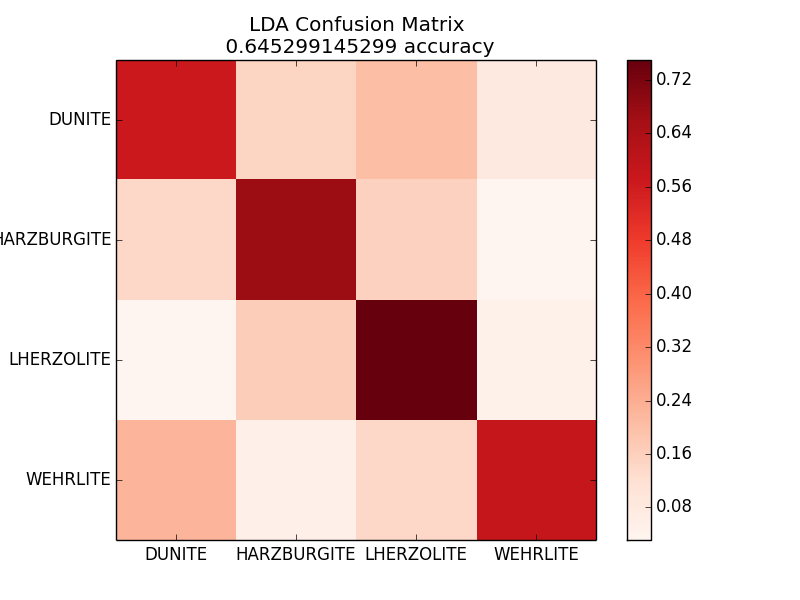 LDA Confusion Matrix
0.645299145299 accuracy
DUNITE
HARZBURGITE
LHERZOLITE
WEHRLITE
DUNITE HARZBURGITE LHERZOLITE WEHRLITE
0.72
0.64
0.56
0.48
0.40
0.32
0.24
0.16
0.08